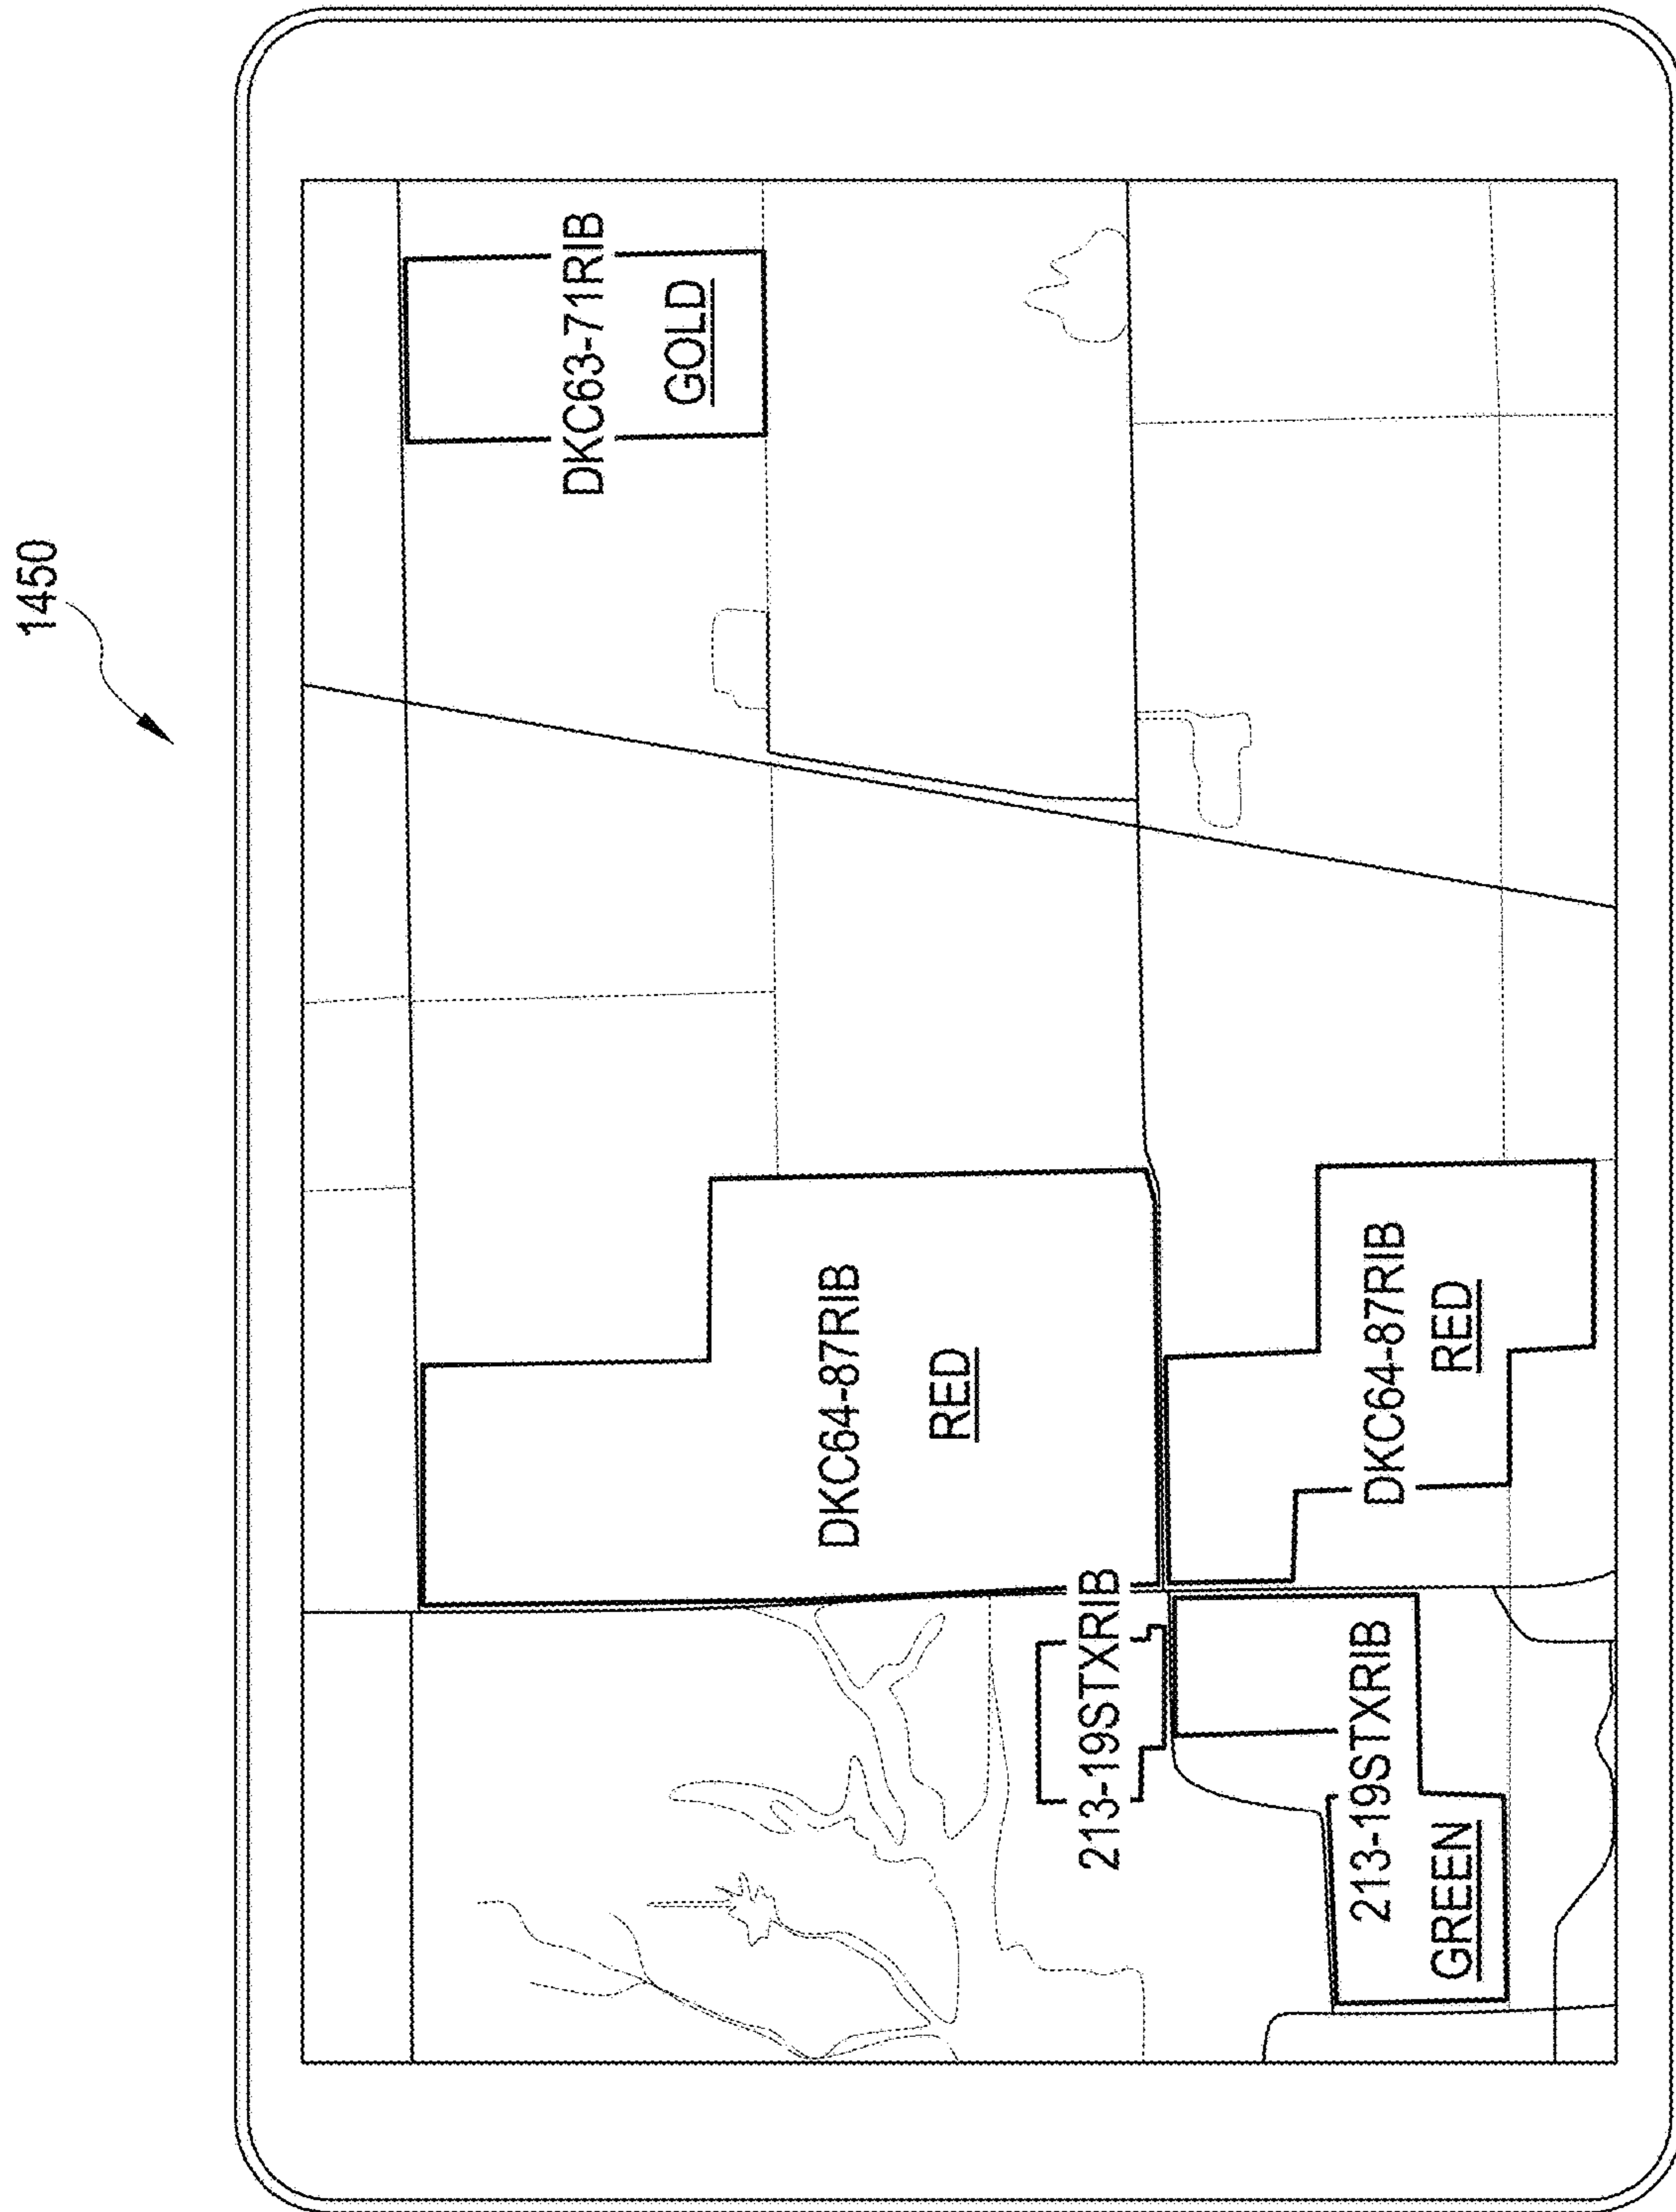 1450
DKC63-71RIB
GOLD
DKC64-87RIB
RED
DKC64-87RIB
RED
213-19STXRIB
213-19STXRIB
GREEN